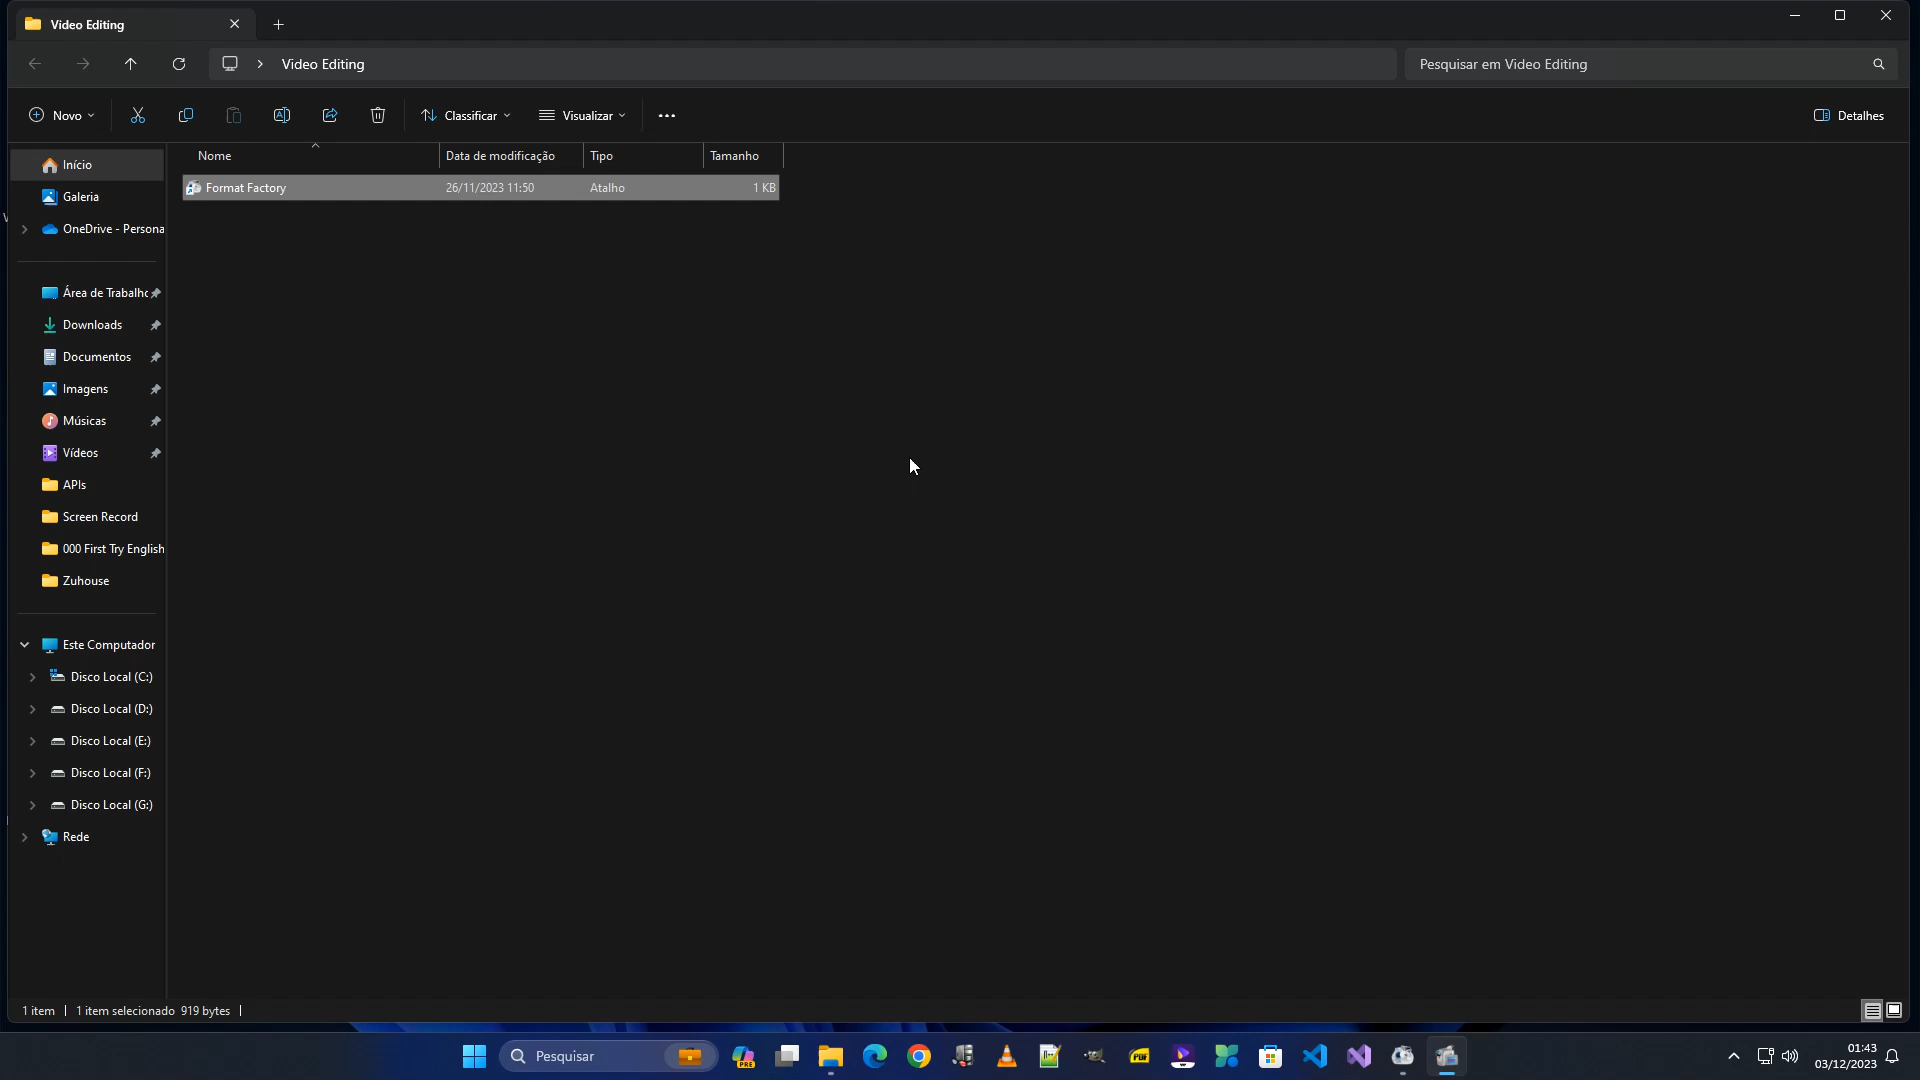 Video Editing
Video Editing
Pesquisar em Video Editing
Novo
Classificar
Visualizar
Detalhes
Nome
Data de modificação
Tipo
Tamanho
Format Factory
26/11/2023 11:50
Atalho
1 KB
Início
Galeria
OneDrive - Persona
Área de Trabalho
Downloads
Documentos
Imagens
Músicas
Vídeos
APIs
Screen Record
000 First Try English
Zuhouse
Este Computador
Disco Local (C:)
Disco Local (D:)
Disco Local (E:)
Disco Local (F:)
Disco Local (G:)
Rede
1 item
1 item selecionado 919 bytes
Pesquisar
PRE
PDF
01:43
03/12/2023